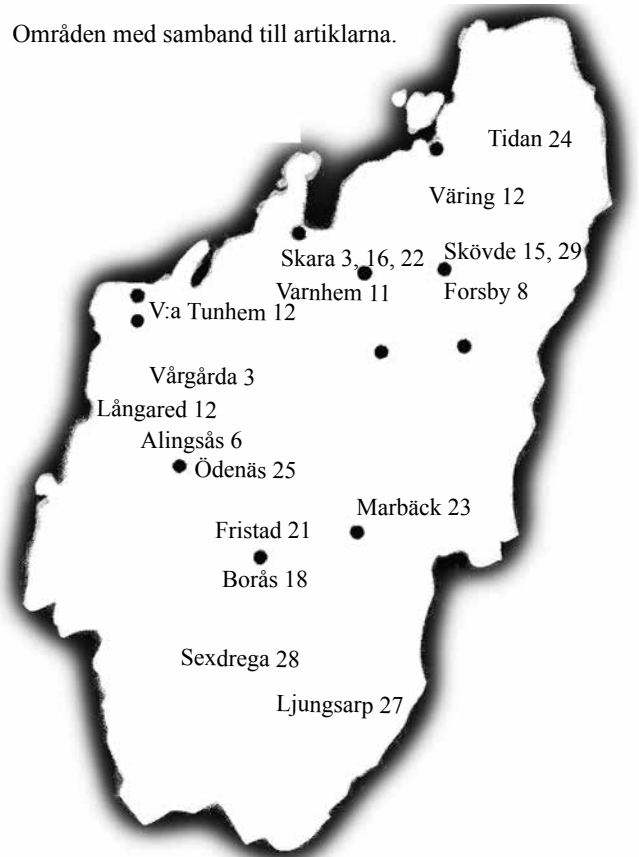 Områden med samband till artiklarna.
Tidan 24
Väring 12
Skara 3, 16, 22
Skövde 15, 29
Varnhem 11
Forsby 8
V:a Tunhem 12
Vårgårda 3
Långared 12
Alingsås 6
Ödenäs 25
Marbäck 23
Fristad 21
Borås 18
Sexdrega 28
Ljungsarp 27